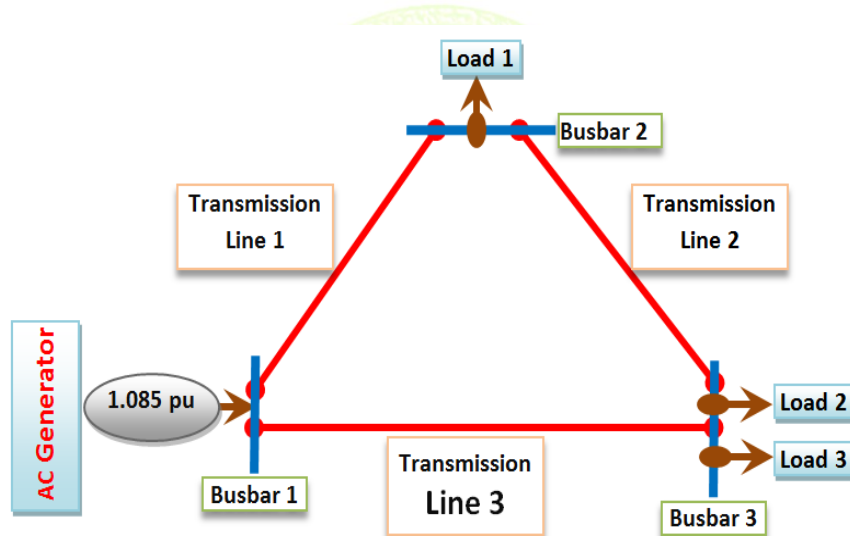 Load 1
Busbar 2
Transmission
Line 1
Transmission
Line 2
AC Generator
1.085 pu
Load 2
Load 3
Transmission
Line 3
Busbar 1
Busbar 3